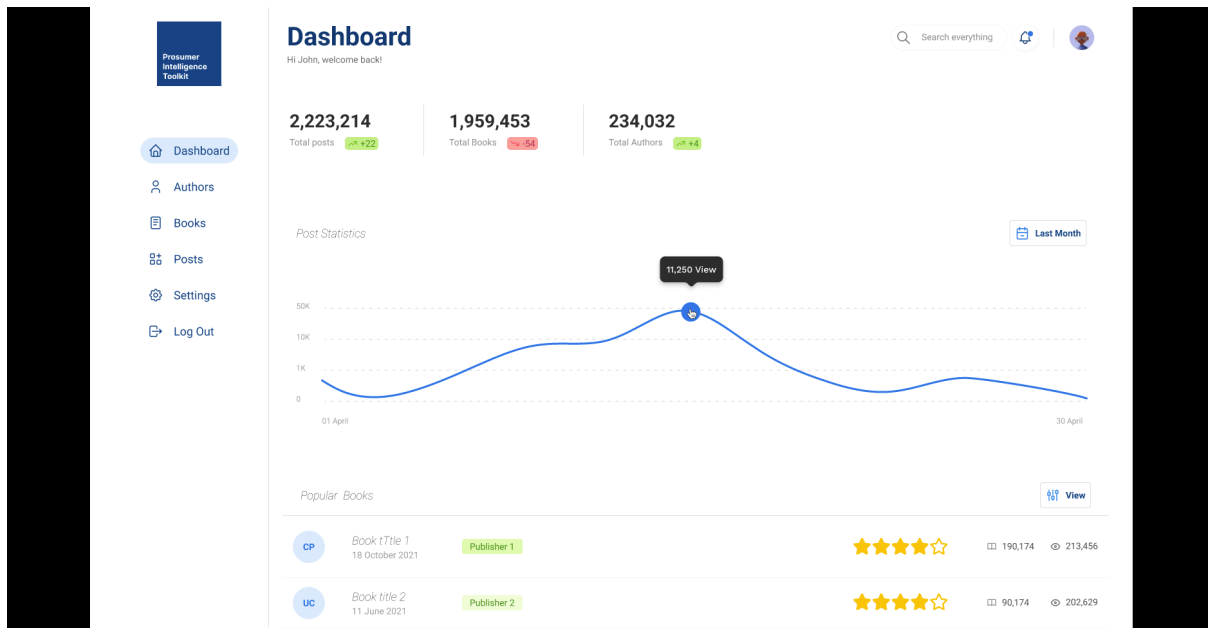 Prosumer
Intelligence
Toolkit
Dashboard
Authors
Books
Posts
Settings
Log Out
Dashboard
Hi John, welcome back!
Search everything
2,223,214
Total posts +22
1,959,453
Total Books -54
234,032
Total Authors +4
Post Statistics
Last Month
11,250 View
50K
10K
1K
0
01 April
30 April
Popular Books
View
CP
Book tTtle 1
18 October 2021
Publisher 1
190,174
213,456
UC
Book title 2
11 June 2021
Publisher 2
90,174
202,629